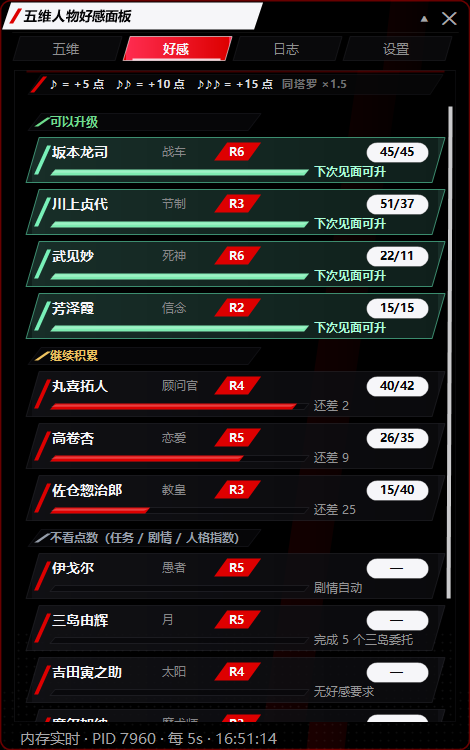 五维人物好感面板
五维 好感 日志 设置
♪ = +5 点 ♪♪ = +10 点 ♪♪♪ = +15 点 同塔罗 ×1.5
可以升级
坂本龙司 战车 R6 45/45
下次见面可升
川上贞代 节制 R3 51/37
下次见面可升
武见妙 死神 R6 22/11
下次见面可升
芳泽霞 信念 R2 15/15
下次见面可升
继续积累
丸喜拓人 顾问官 R4 40/42
还差 2
高卷杏 恋爱 R5 26/35
还差 9
佐仓惣治郎 教皇 R3 15/40
还差 25
不看点数（任务 / 剧情 / 人格指数）
伊戈尔 愚者 R5 —
剧情自动
三岛由辉 月 R5 —
完成 5 个三岛委托
吉田寅之助 太阳 R4 —
无好感要求
内存实时 · PID 7960 · 每 5s · 16:51:14